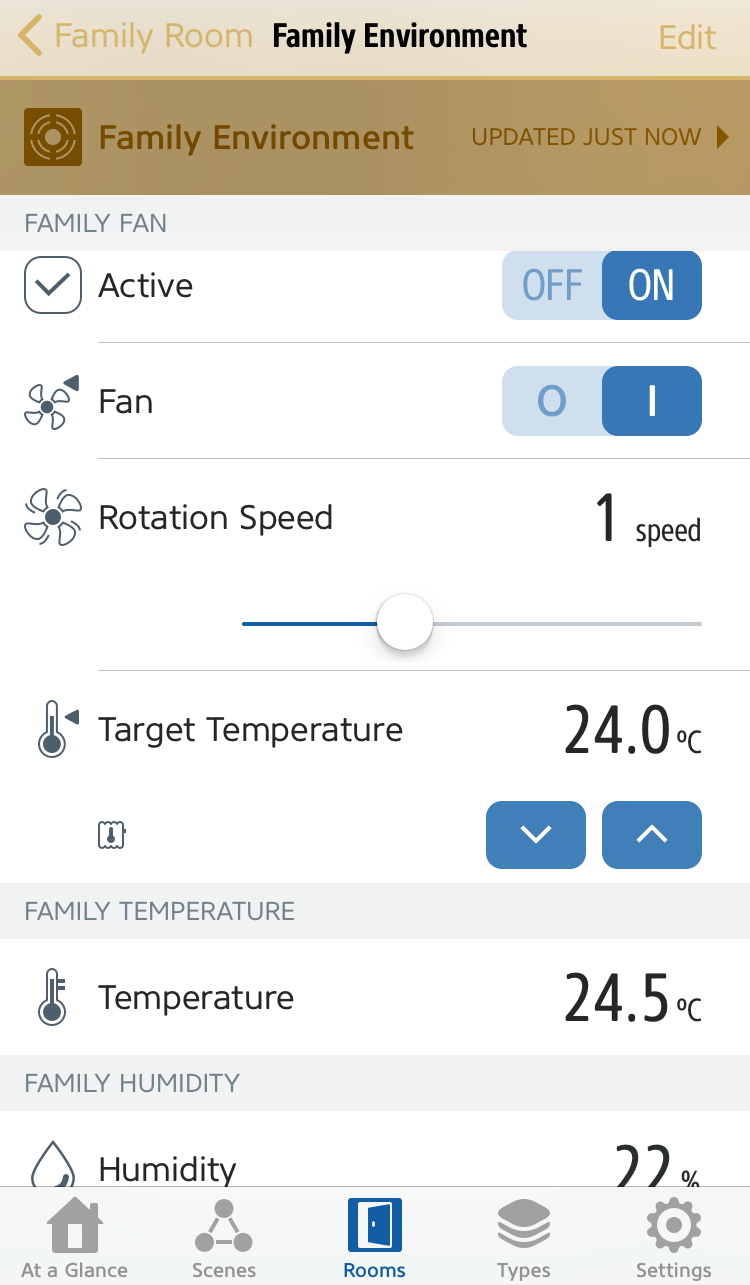 Family Room Family Environment Edit
Family Environment UPDATED JUST NOW
FAMILY FAN
Active OFF ON
Fan O I
Rotation Speed 1 speed
Target Temperature 24.0 °C
FAMILY TEMPERATURE
Temperature 24.5 °C
FAMILY HUMIDITY
Humidity 22 %
At a Glance Scenes Rooms Types Settings